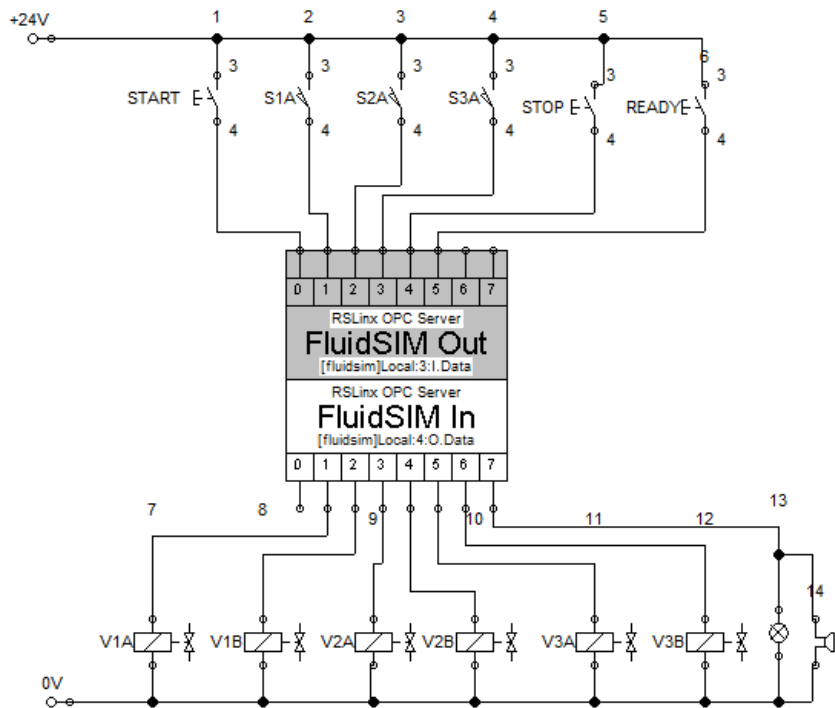 +24V 1 2 3 4 5
6
3 3 3 3 3 3
START S1A S2A S3A STOP READY
4 4 4 4 4 4
0 1 2 3 4 5 6 7
RSLinx OPC Server
FluidSIM Out
[fluidsim]Local:3:I.Data
RSLinx OPC Server
FluidSIM In
[fluidsim]Local:4:O.Data
0 1 2 3 4 5 6 7
7 8 9 10 11 12 13
14
V1A V1B V2A V2B V3A V3B
0V